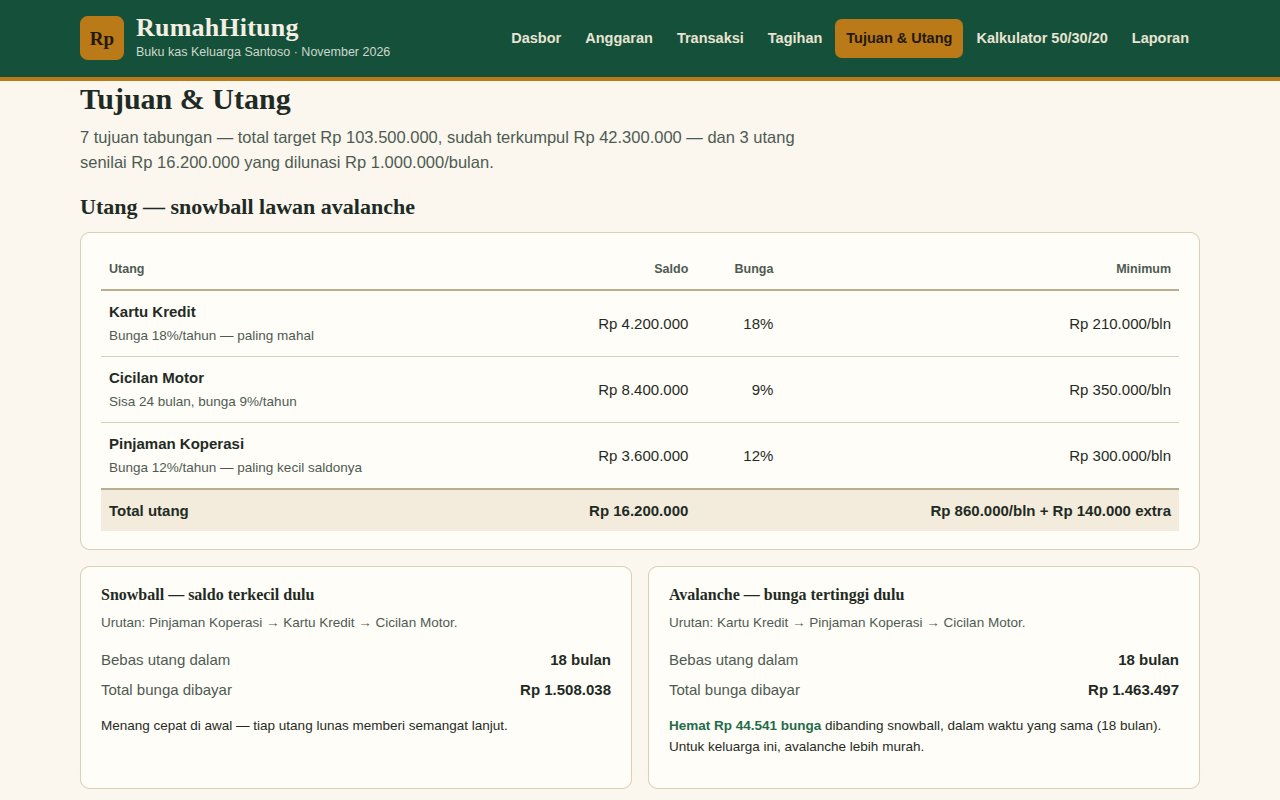 Rp
RumahHitung
Buku kas Keluarga Santoso · November 2026
Dasbor
Anggaran
Transaksi
Tagihan
Tujuan & Utang
Kalkulator 50/30/20
Laporan
Tujuan & Utang
7 tujuan tabungan — total target Rp 103.500.000, sudah terkumpul Rp 42.300.000 — dan 3 utang
senilai Rp 16.200.000 yang dilunasi Rp 1.000.000/bulan.
Utang — snowball lawan avalanche
Utang Saldo Bunga Minimum
Kartu Kredit
Bunga 18%/tahun — paling mahal
Rp 4.200.000 18% Rp 210.000/bln
Cicilan Motor
Sisa 24 bulan, bunga 9%/tahun
Rp 8.400.000 9% Rp 350.000/bln
Pinjaman Koperasi
Bunga 12%/tahun — paling kecil saldonya
Rp 3.600.000 12% Rp 300.000/bln
Total utang Rp 16.200.000 Rp 860.000/bln + Rp 140.000 extra
Snowball — saldo terkecil dulu
Urutan: Pinjaman Koperasi → Kartu Kredit → Cicilan Motor.
Bebas utang dalam 18 bulan
Total bunga dibayar Rp 1.508.038
Menang cepat di awal — tiap utang lunas memberi semangat lanjut.
Avalanche — bunga tertinggi dulu
Urutan: Kartu Kredit → Pinjaman Koperasi → Cicilan Motor.
Bebas utang dalam 18 bulan
Total bunga dibayar Rp 1.463.497
Hemat Rp 44.541 bunga dibanding snowball, dalam waktu yang sama (18 bulan).
Untuk keluarga ini, avalanche lebih murah.